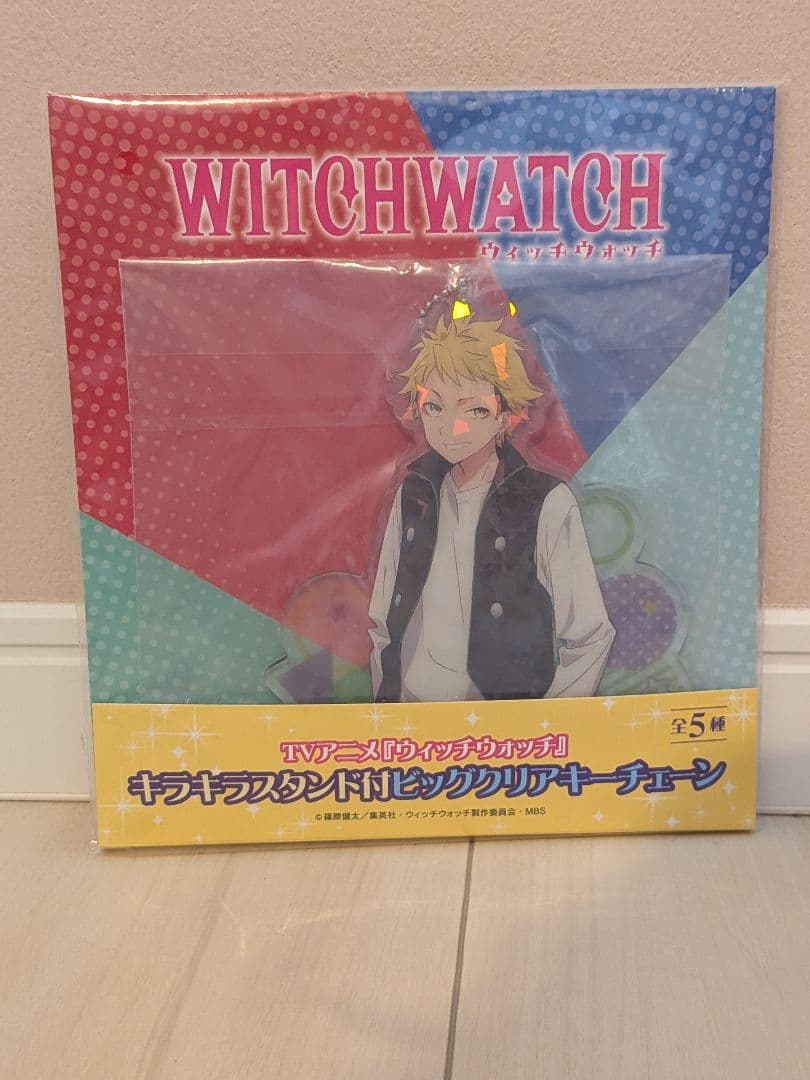 WITCHWATCH
ウィッチウォッチ
全5種
TVアニメ『ウィッチウォッチ』
キラキラスタンド付ビッグクリアキーチェーン
©篠原健太／集英社・ウィッチウォッチ製作委員会・MBS